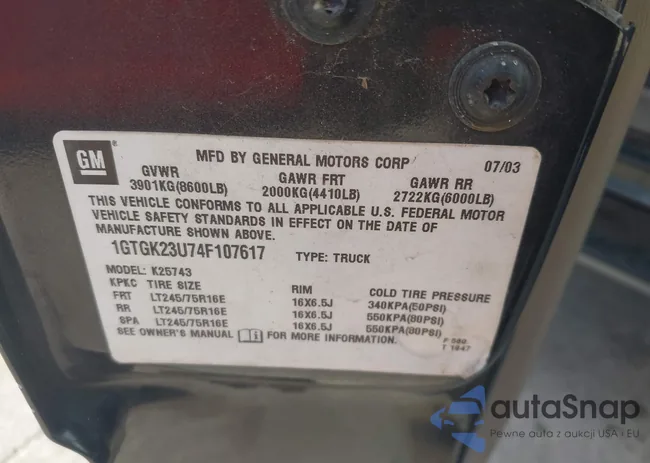 GM
MFD BY GENERAL MOTORS CORP 07/03
GVWR GAWR FRT GAWR RR
3901KG(8600LB) 2000KG(4410LB) 2722KG(6000LB)
THIS VEHICLE CONFORMS TO ALL APPLICABLE U.S. FEDERAL MOTOR
VEHICLE SAFETY STANDARDS IN EFFECT ON THE DATE OF
MANUFACTURE SHOWN ABOVE.
1GTGK23U74F107617 TYPE: TRUCK
MODEL: K25743
KPKC TIRE SIZE RIM COLD TIRE PRESSURE
FRT LT245/75R16E 16X6.5J 340KPA(50PSI)
RR LT245/75R16E 16X6.5J 550KPA(80PSI)
SPA LT245/75R16E 16X6.5J 550KPA(80PSI)
SEE OWNER'S MANUAL FOR MORE INFORMATION.
T 1047
autaSnap
Pewne auta z aukcji USA i EU